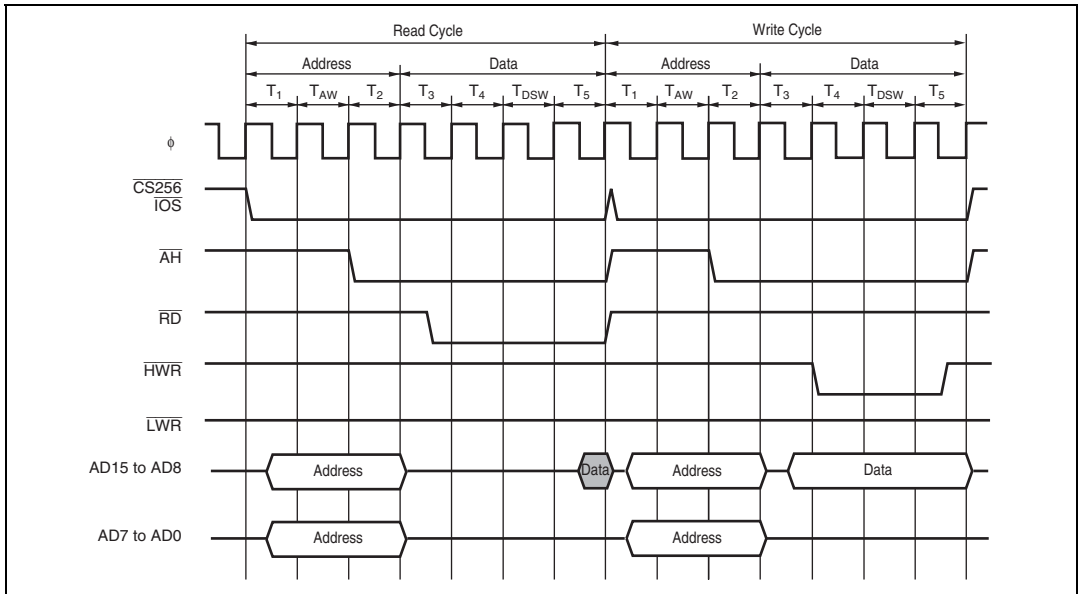 Read Cycle Write Cycle
Address Data Address Data
T1 TAW T2 T3 T4 TDSW T5 T1 TAW T2 T3 T4 TDSW T5
ϕ
CS256
IOS
AH
RD
HWR
LWR
AD15 to AD8 Address Data Address Data
AD7 to AD0 Address Address